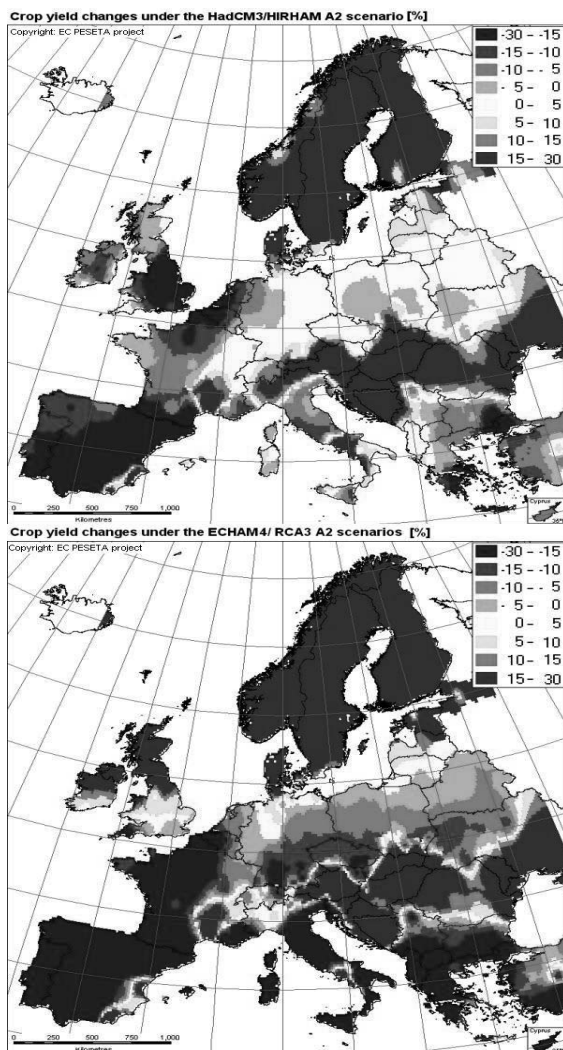 Crop yield changes under the HadCM3/HIRHAM A2 scenario [%]
Copyright: EC PESETA project
-30 - -15
-15 - -10
-10 - - 5
- 5 - 0
0 - 5
5 - 10
10 - 15
15 - 30
0 250 500 750 1,000
Kilometres
Cyprus
36°
Crop yield changes under the ECHAM4/ RCA3 A2 scenarios [%]
Copyright: EC PESETA project
-30 - -15
-15 - -10
-10 - - 5
- 5 - 0
0 - 5
5 - 10
10 - 15
15 - 30
0 250 500 750 1,000
Kilometres
Cyprus
36°